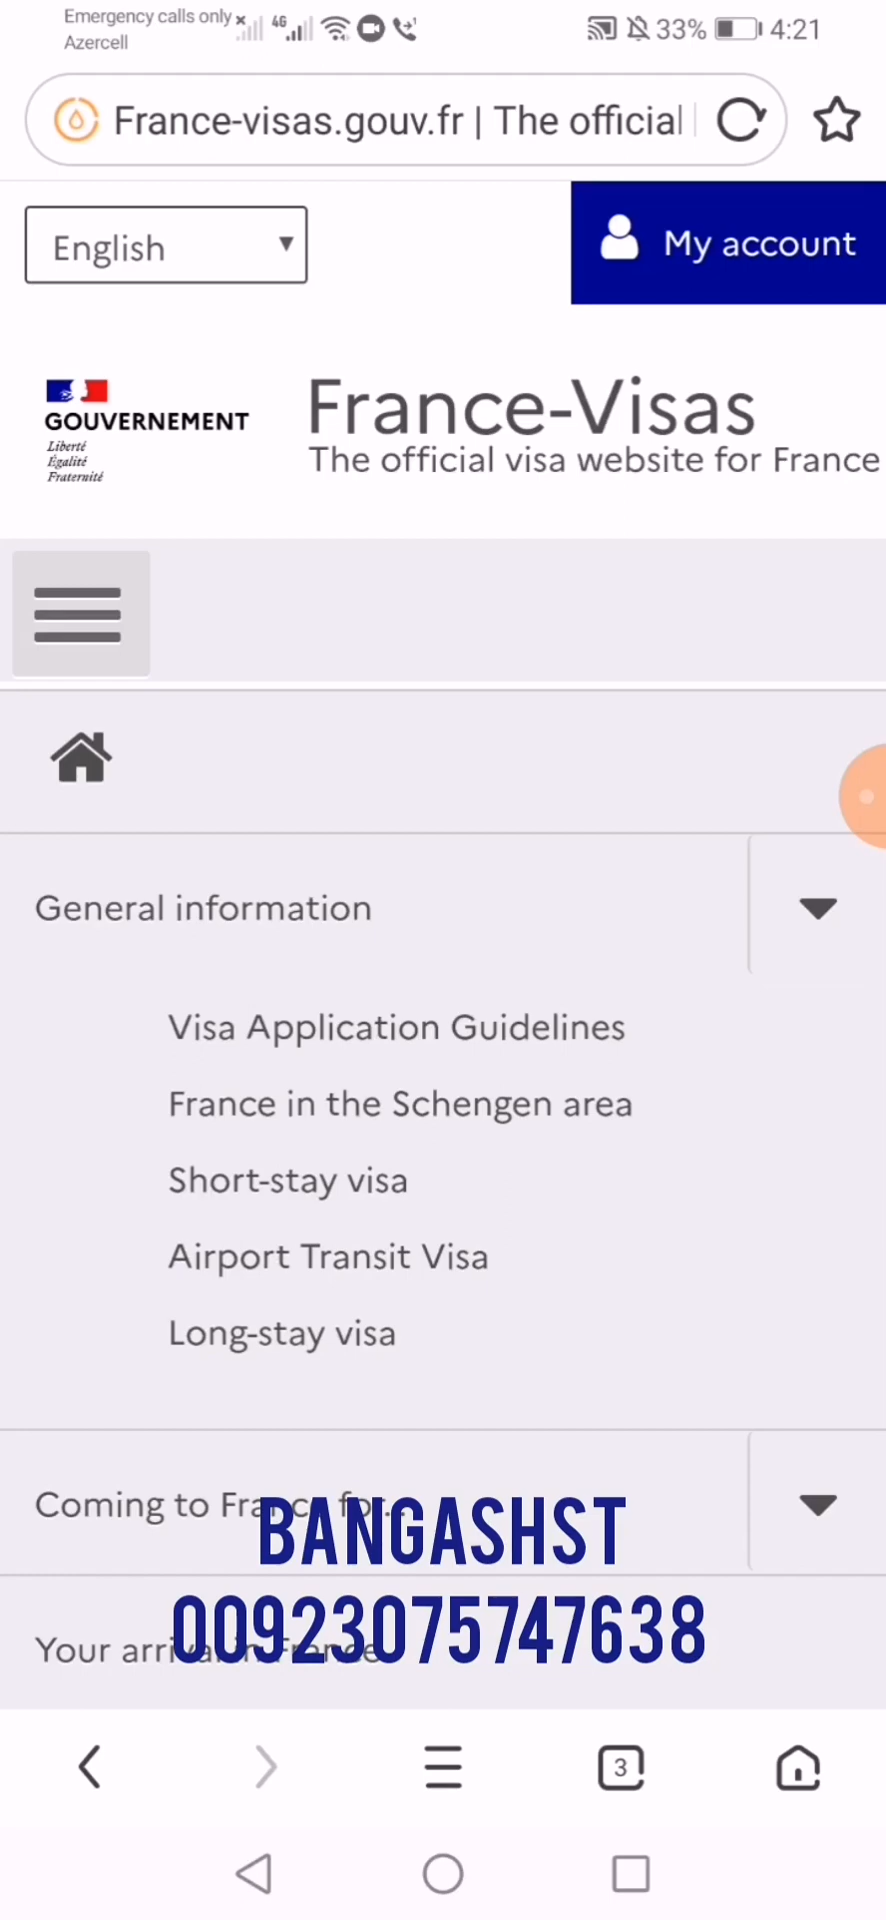 Emergency calls only
Azercell
4G
33%
4:21
France-visas.gouv.fr | The official
English
My account
GOUVERNEMENT
Liberté
Égalité
Fraternité
France-Visas
The official visa website for France
General information
Visa Application Guidelines
France in the Schengen area
Short-stay visa
Airport Transit Visa
Long-stay visa
Coming to France for...
BANGASHST
Your arrival in France
00923075747638
3